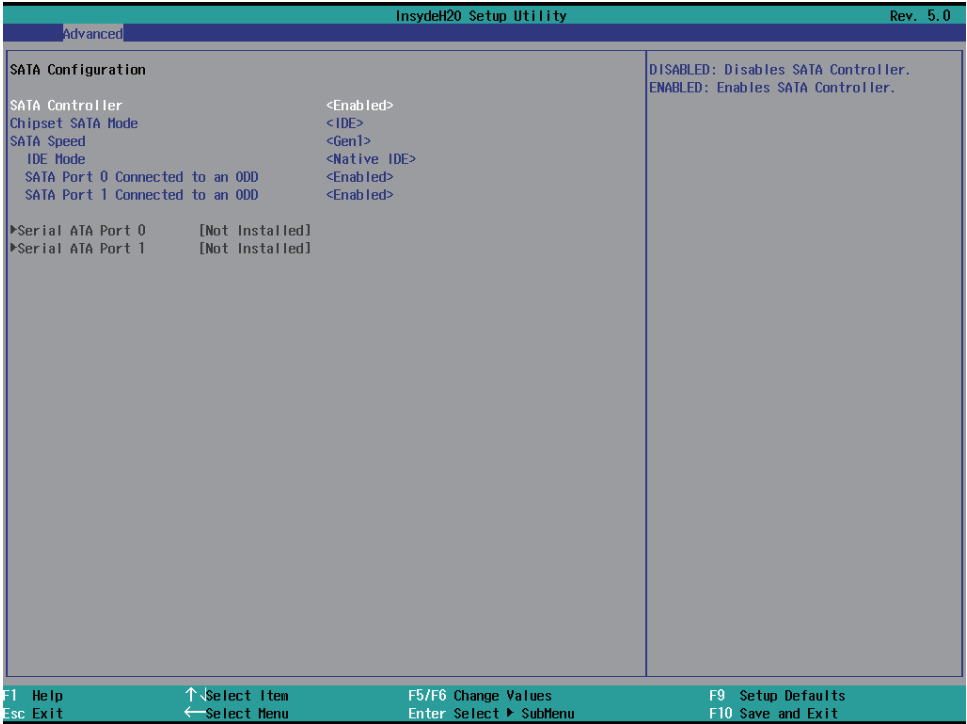 InsydeH20 Setup Utility Rev. 5.0
Advanced
SATA Configuration
SATA Controller <Enabled>
Chipset SATA Mode <IDE>
SATA Speed <Gen1>
IDE Mode <Native IDE>
SATA Port 0 Connected to an ODD <Enabled>
SATA Port 1 Connected to an ODD <Enabled>
▶Serial ATA Port 0 [Not Installed]
▶Serial ATA Port 1 [Not Installed]
DISABLED: Disables SATA Controller.
ENABLED: Enables SATA Controller.
F1 Help ↑↓Select Item F5/F6 Change Values F9 Setup Defaults
Esc Exit ←Select Menu Enter Select ▶ SubMenu F10 Save and Exit